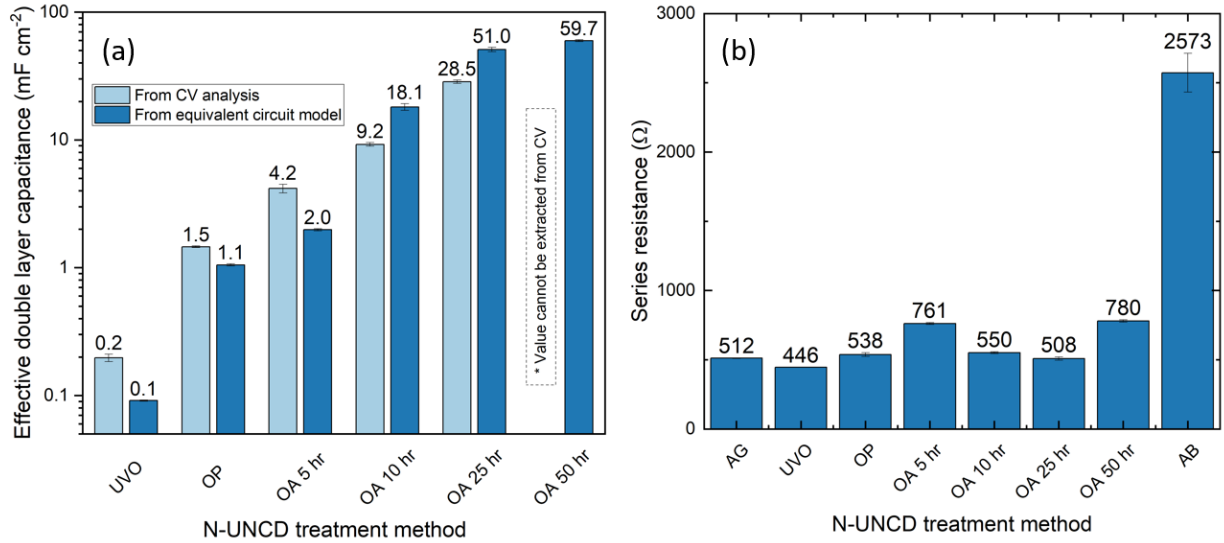 (a)
Effective double layer capacitance (mF cm⁻²)
100
10
1
0.1
From CV analysis
From equivalent circuit model
0.2
0.1
1.5
1.1
4.2
2.0
9.2
18.1
28.5
51.0
59.7
* Value cannot be extracted from CV
UVO
OP
OA 5 hr
OA 10 hr
OA 25 hr
OA 50 hr
N-UNCD treatment method
(b)
Series resistance (Ω)
3000
2000
1000
0
512
446
538
761
550
508
780
2573
AG
UVO
OP
OA 5 hr
OA 10 hr
OA 25 hr
OA 50 hr
AB
N-UNCD treatment method